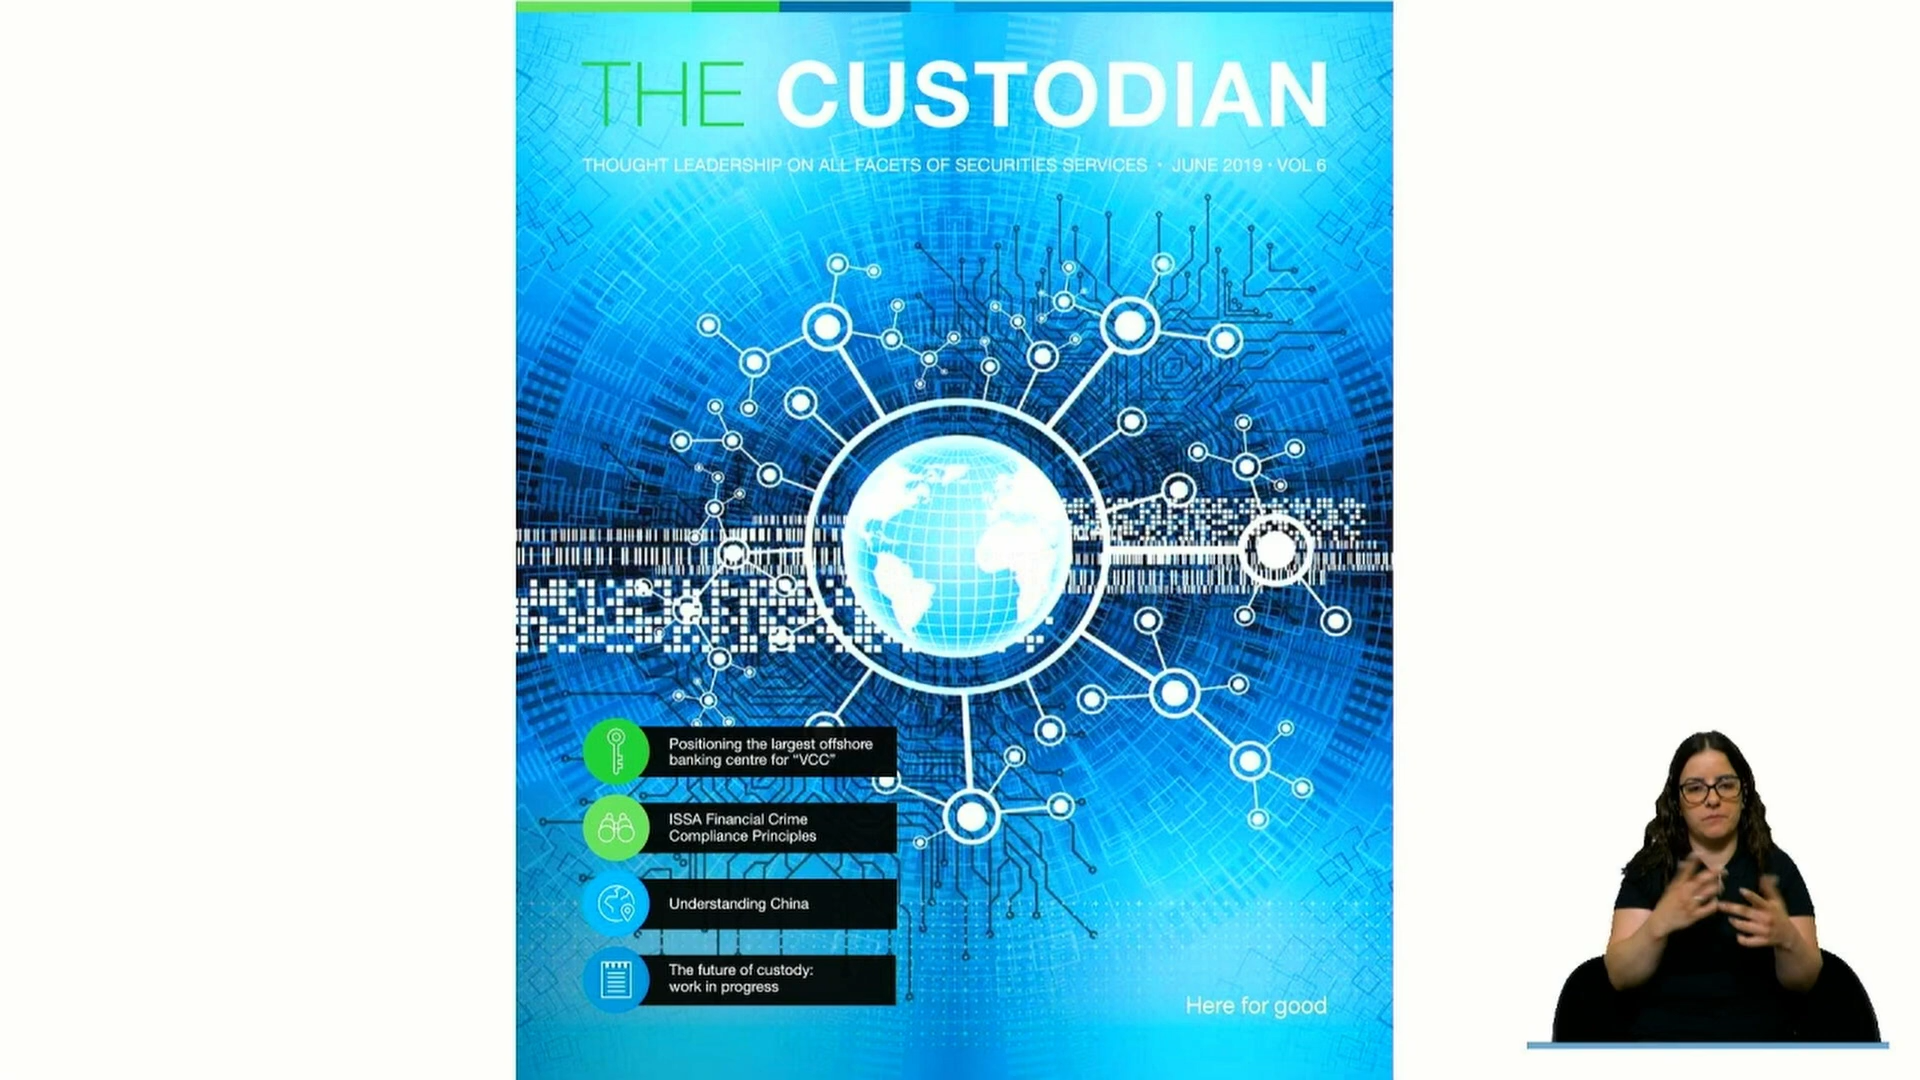 THE CUSTODIAN
THOUGHT LEADERSHIP ON ALL FACETS OF SECURITIES SERVICES • JUNE 2019 • VOL 6
Positioning the largest offshore
banking centre for "VCC"
ISSA Financial Crime
Compliance Principles
Understanding China
The future of custody:
work in progress
Here for good